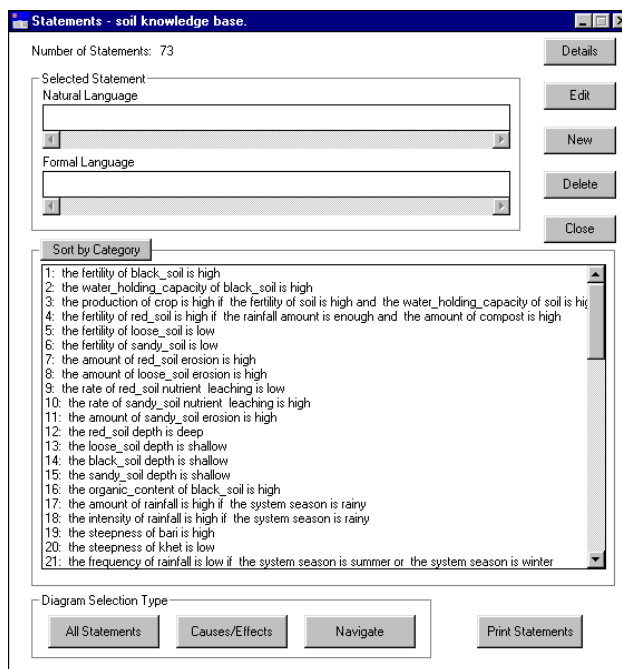 Statements - soil knowledge base.
Number of Statements: 73
Details
Selected Statement
Natural Language
Edit
New
Formal Language
Delete
Close
Sort by Category
1: the fertility of black_soil is high
2: the water_holding_capacity of black_soil is high
3: the production of crop is high if the fertility of soil is high and the water_holding_capacity of soil is hig
4: the fertility of red_soil is high if the rainfall amount is enough and the amount of compost is high
5: the fertility of loose_soil is low
6: the fertility of sandy_soil is low
7: the amount of red_soil erosion is high
8: the amount of loose_soil erosion is high
9: the rate of red_soil nutrient leaching is low
10: the rate of sandy_soil nutrient leaching is high
11: the amount of sandy_soil erosion is high
12: the red_soil depth is deep
13: the loose_soil depth is shallow
14: the black_soil depth is shallow
15: the sandy_soil depth is shallow
16: the organic_content of black_soil is high
17: the amount of rainfall is high if the system season is rainy
18: the intensity of rainfall is high if the system season is rainy
19: the steepness of bari is high
20: the steepness of khet is low
21: the frequency of rainfall is low if the system season is summer or the system season is winter
Diagram Selection Type
All Statements
Causes/Effects
Navigate
Print Statements